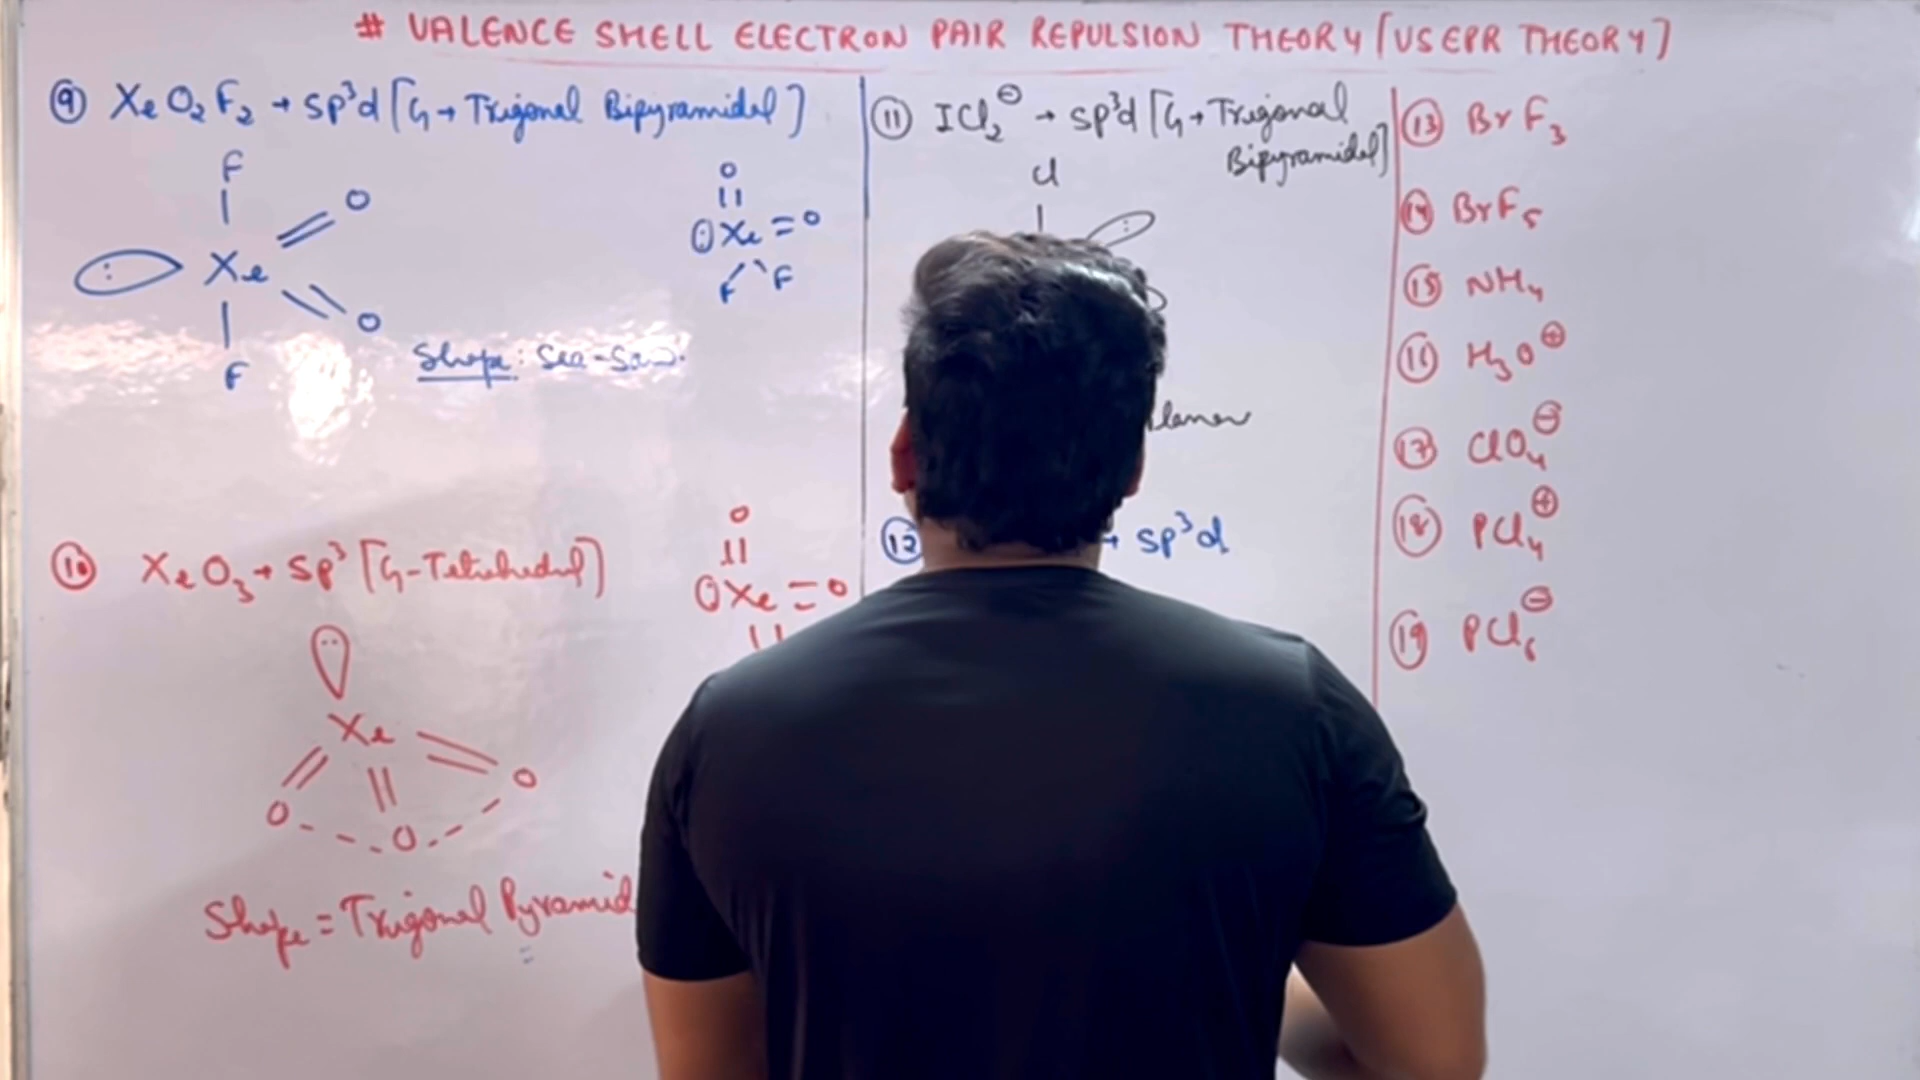 # VALENCE SHELL ELECTRON PAIR REPULSION THEORY [VSEPR THEORY]
⑨ XeO₂F₂ → sp³d [G → Trigonal Bipyramidal]
F
O
Xe
O
F
Shape: Sea-Saw.
O
Xe = O
F F
⑩ XeO₃ → sp³ [G-Tetrahedral]
Xe
O O O
Shape = Trigonal Pyramid
O
Xe = O
⑪ ICl₂⊖ → sp³d [G → Trigonal
Bipyramidal]
Cl
lanar
⑫ → sp³d
⑬ BrF₃
⑭ BrF₅
⑮ NH₄
⑯ H₃O⊕
⑰ ClO₄⊖
⑱ PCl₄⊕
⑲ PCl₆⊖